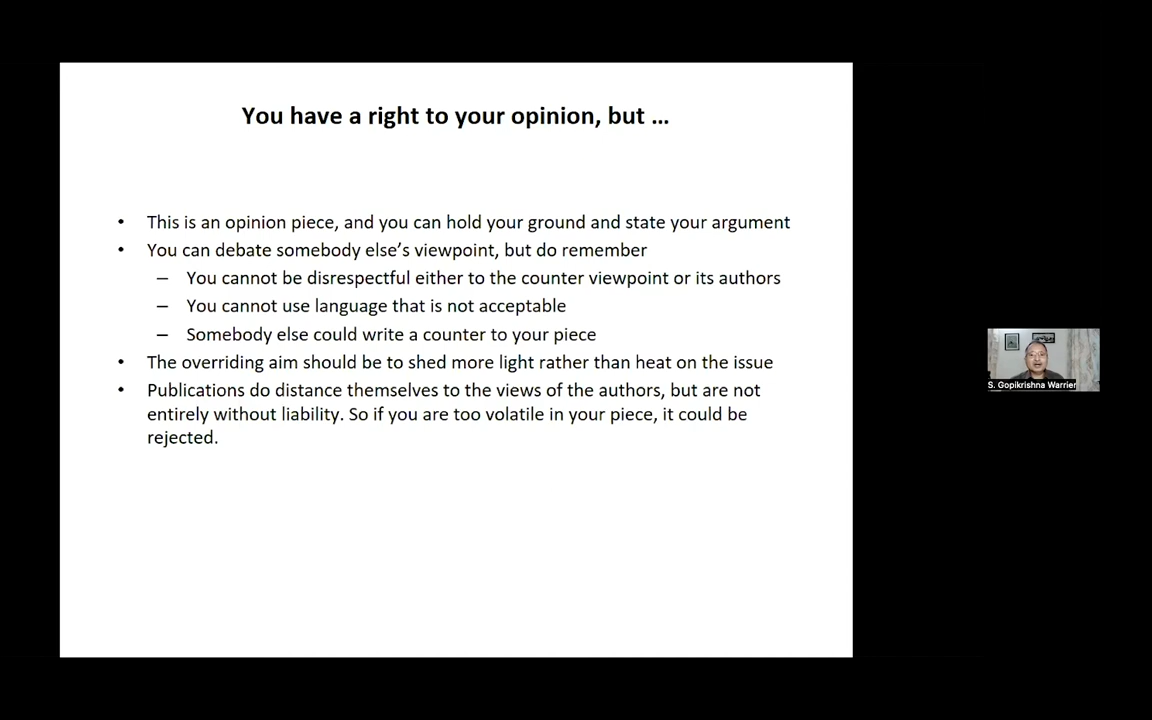 You have a right to your opinion, but …
• This is an opinion piece, and you can hold your ground and state your argument
• You can debate somebody else’s viewpoint, but do remember
– You cannot be disrespectful either to the counter viewpoint or its authors
– You cannot use language that is not acceptable
– Somebody else could write a counter to your piece
• The overriding aim should be to shed more light rather than heat on the issue
• Publications do distance themselves to the views of the authors, but are not
entirely without liability. So if you are too volatile in your piece, it could be
rejected.
S. Gopikrishna Warrier